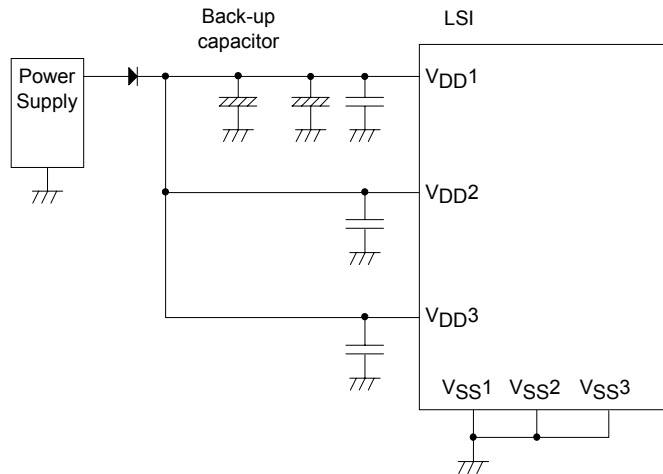 Back-up
capacitor
LSI
Power
Supply
VDD1
VDD2
VDD3
VSS1 VSS2 VSS3